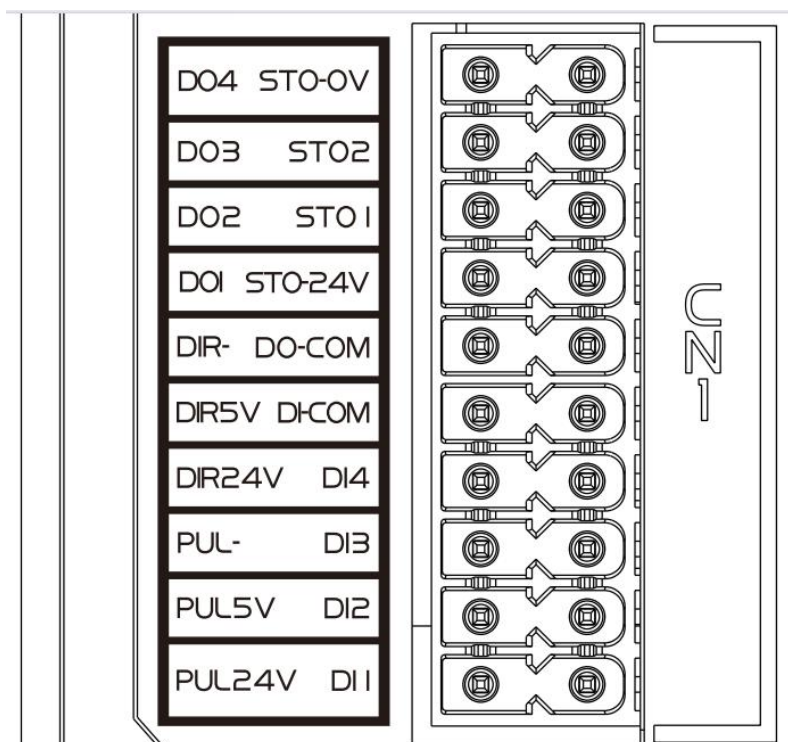 DO4 STO-0V
DO3 STO2
DO2 STO1
DO1 STO-24V
DIR- DO-COM
DIR5V DI-COM
DIR24V DI4
PUL- DI3
PUL5V DI2
PUL24V DI1
CN1